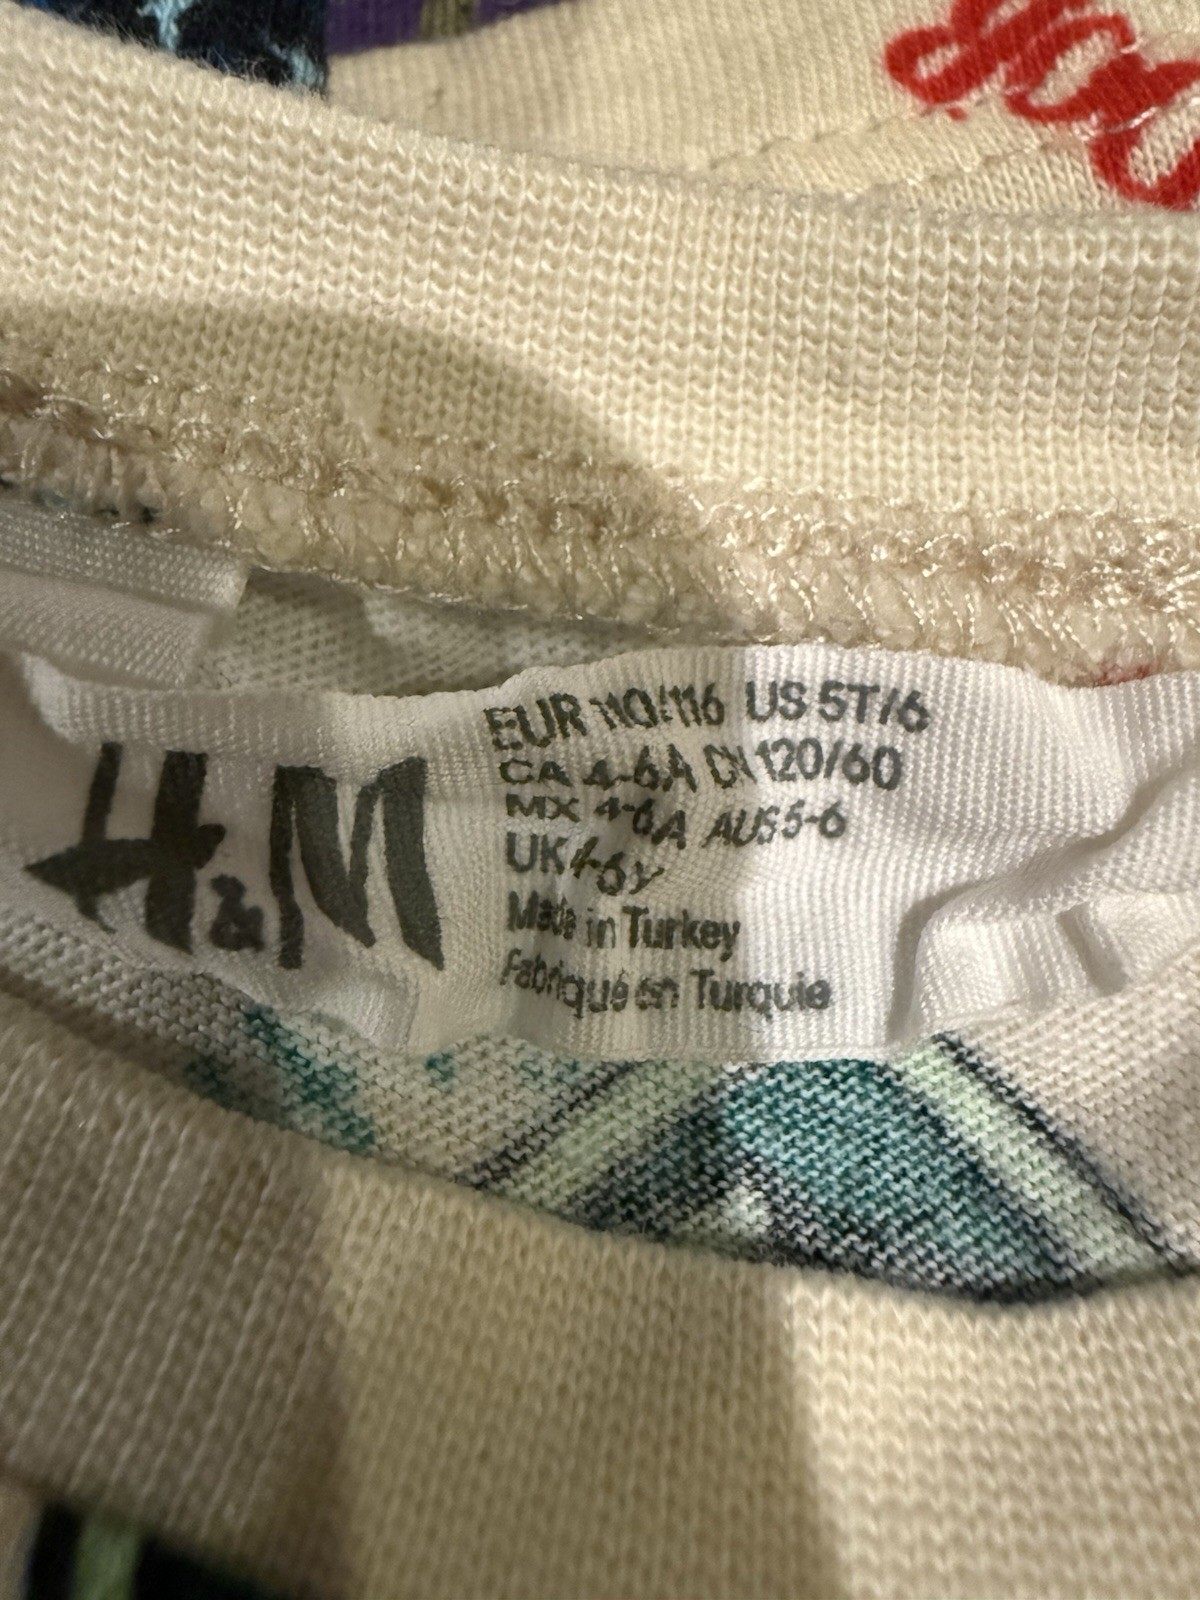 H&M
EUR 110/116 US 5T/6
CA 4-6A CN 120/60
MX 4-6A AUS 5-6
UK 4-6Y
Made in Turkey
Fabriqué en Turquie